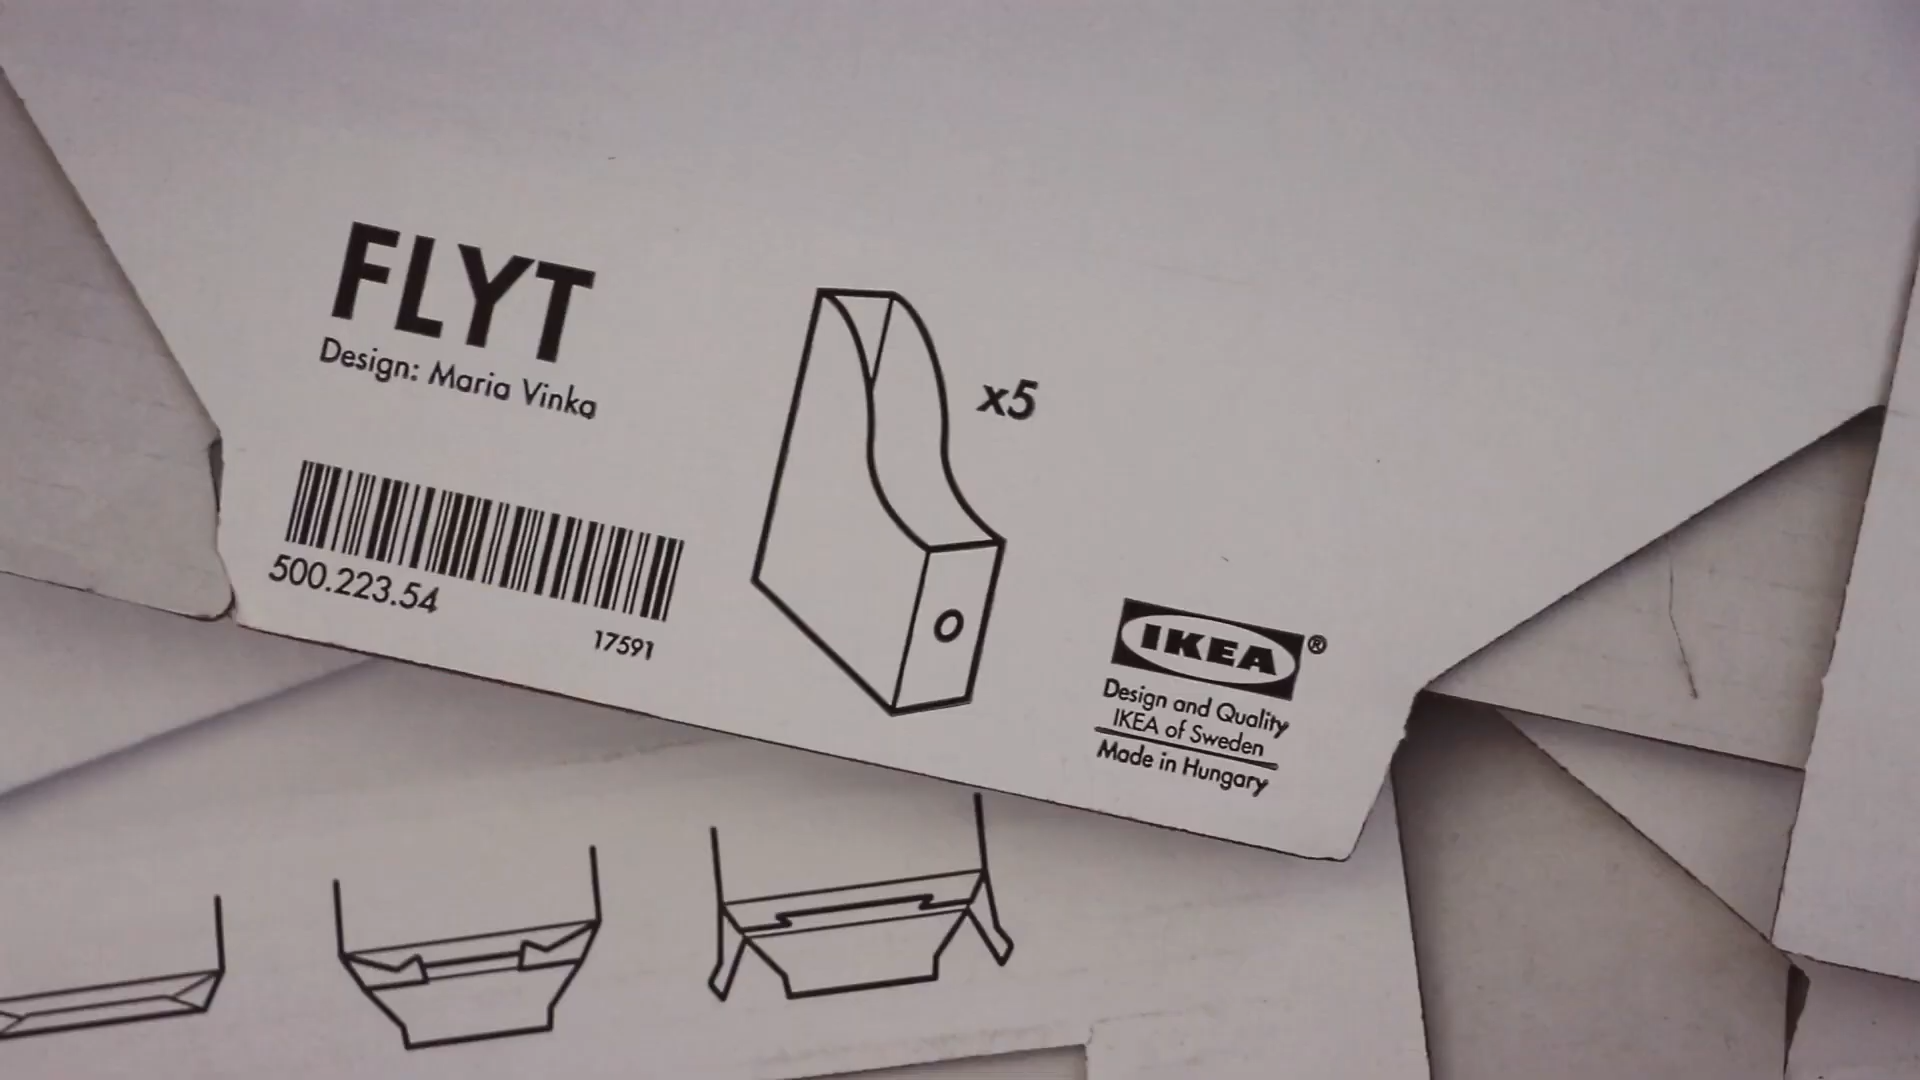 FLYT
Design: Maria Vinka
x5
500.223.54
17591
IKEA®
Design and Quality
IKEA of Sweden
Made in Hungary